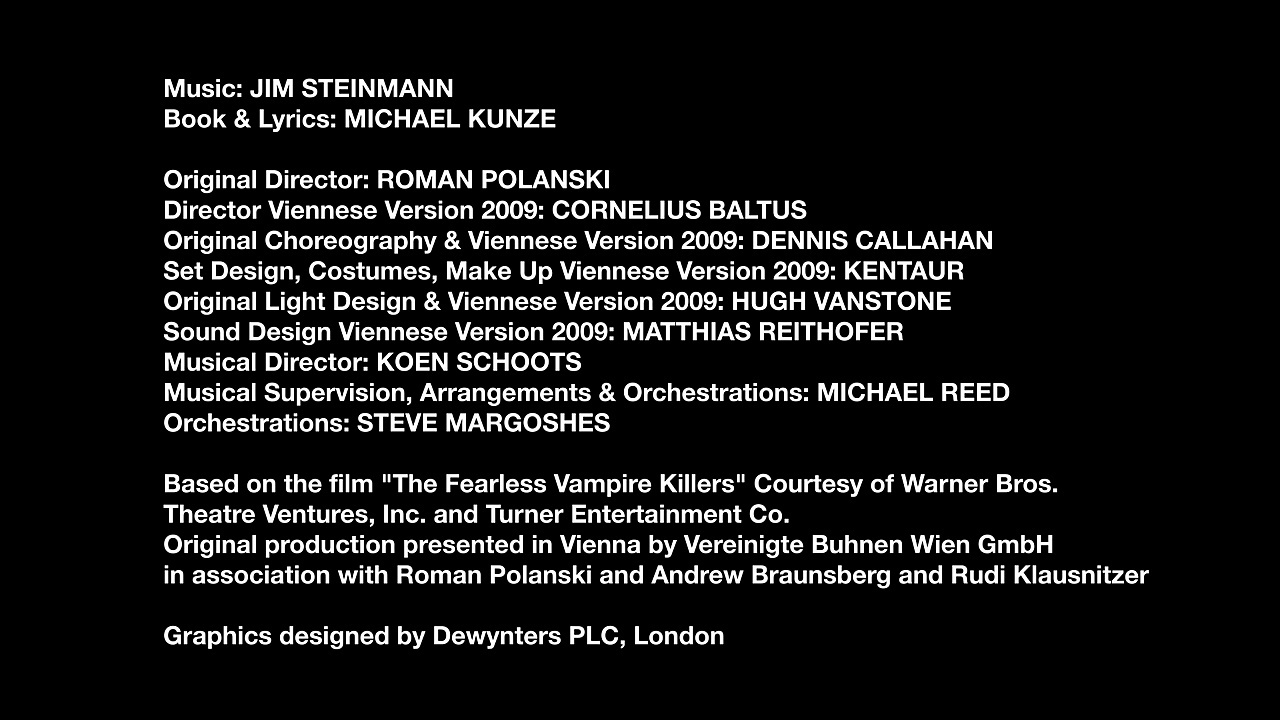 Music: JIM STEINMANN
Book & Lyrics: MICHAEL KUNZE
Original Director: ROMAN POLANSKI
Director Viennese Version 2009: CORNELIUS BALTUS
Original Choreography & Viennese Version 2009: DENNIS CALLAHAN
Set Design, Costumes, Make Up Viennese Version 2009: KENTAUR
Original Light Design & Viennese Version 2009: HUGH VANSTONE
Sound Design Viennese Version 2009: MATTHIAS REITHOFER
Musical Director: KOEN SCHOOTS
Musical Supervision, Arrangements & Orchestrations: MICHAEL REED
Orchestrations: STEVE MARGOSHES
Based on the film "The Fearless Vampire Killers" Courtesy of Warner Bros.
Theatre Ventures, Inc. and Turner Entertainment Co.
Original production presented in Vienna by Vereinigte Buhnen Wien GmbH
in association with Roman Polanski and Andrew Braunsberg and Rudi Klausnitzer
Graphics designed by Dewynters PLC, London